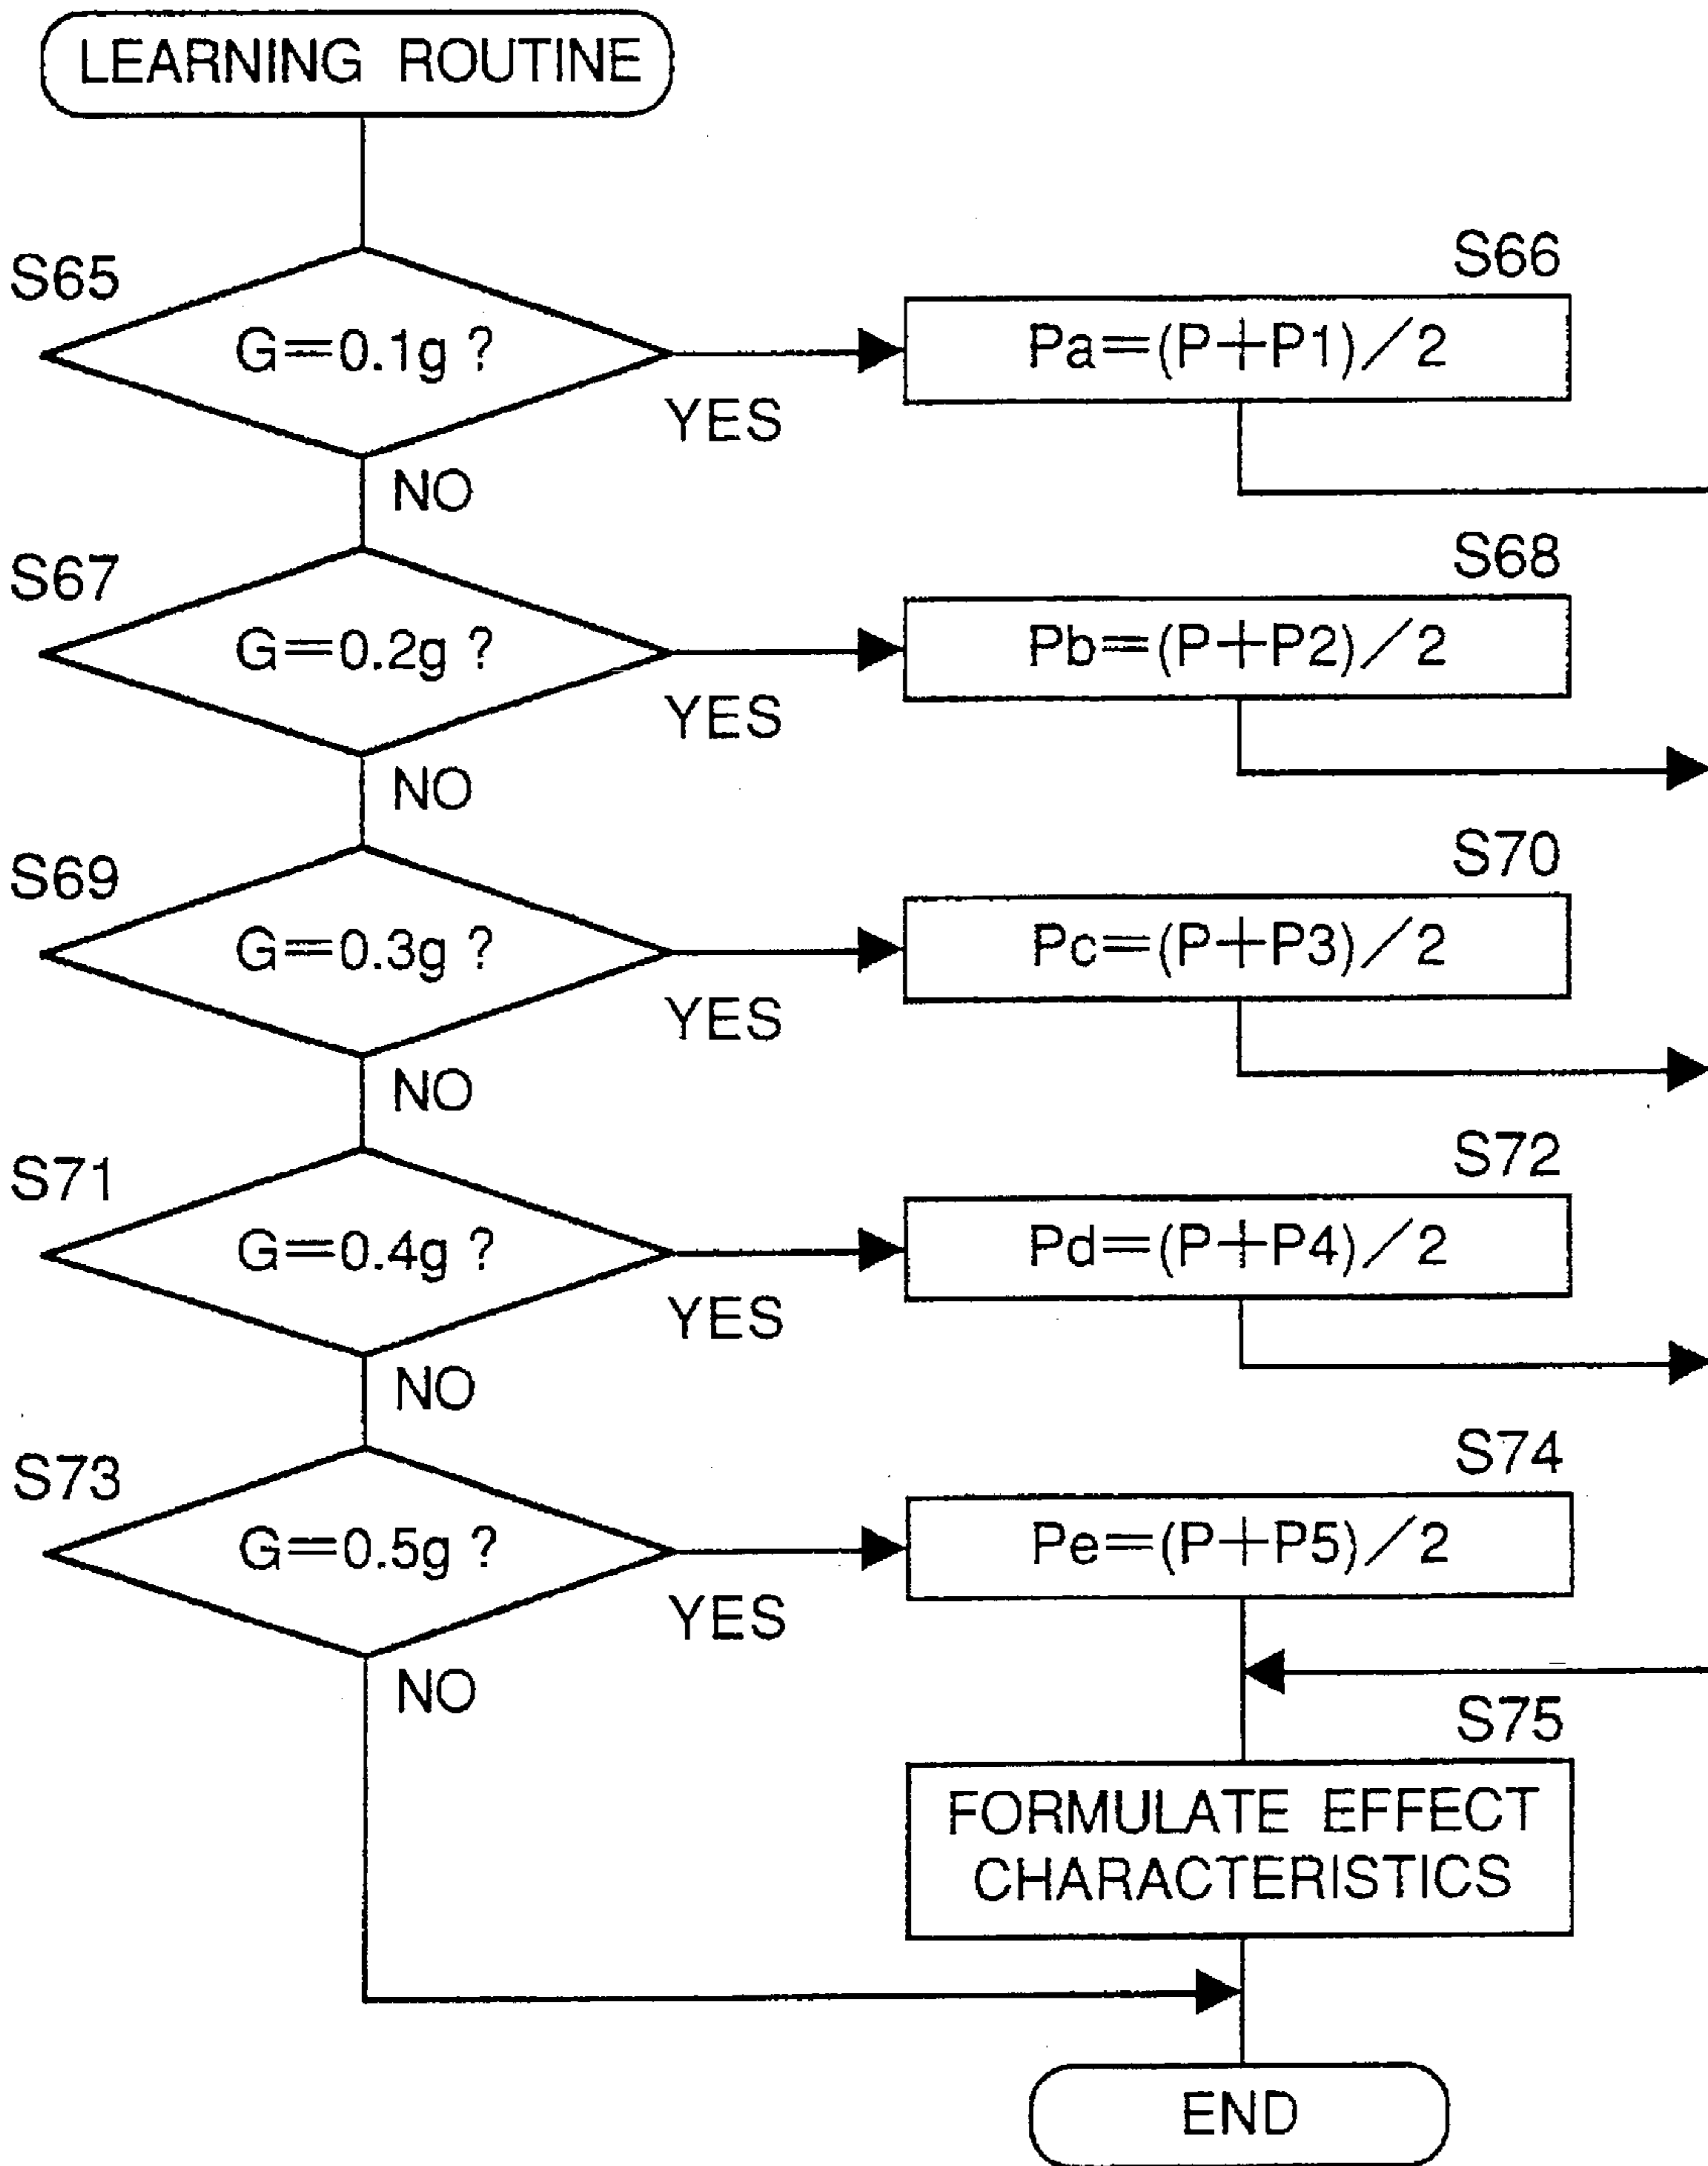 LEARNING ROUTINE
S65
G=0.1g ?
YES
NO
S66
Pa=(P+P1)/2
S67
G=0.2g ?
YES
NO
S68
Pb=(P+P2)/2
S69
G=0.3g ?
YES
NO
S70
Pc=(P+P3)/2
S71
G=0.4g ?
YES
NO
S72
Pd=(P+P4)/2
S73
G=0.5g ?
YES
NO
S74
Pe=(P+P5)/2
S75
FORMULATE EFFECT
CHARACTERISTICS
END